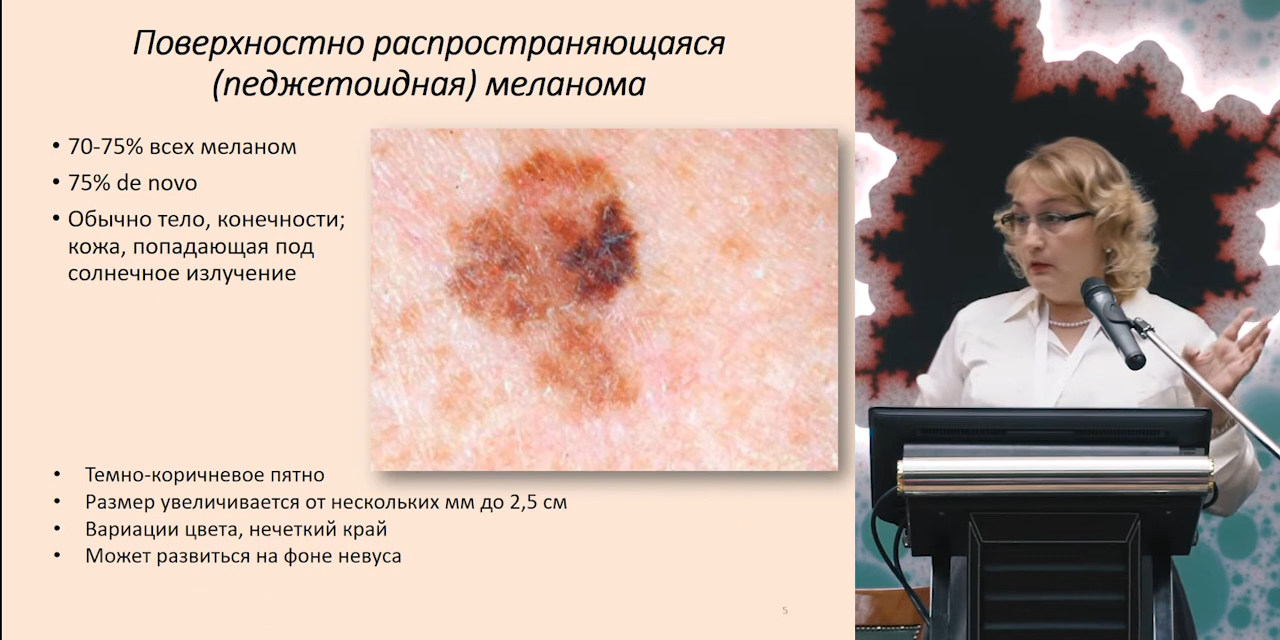 Поверхностно распространяющаяся
(педжетоидная) меланома
• 70-75% всех меланом
• 75% de novo
• Обычно тело, конечности;
кожа, попадающая под
солнечное излучение
• Темно-коричневое пятно
• Размер увеличивается от нескольких мм до 2,5 см
• Вариации цвета, нечеткий край
• Может развиться на фоне невуса
5